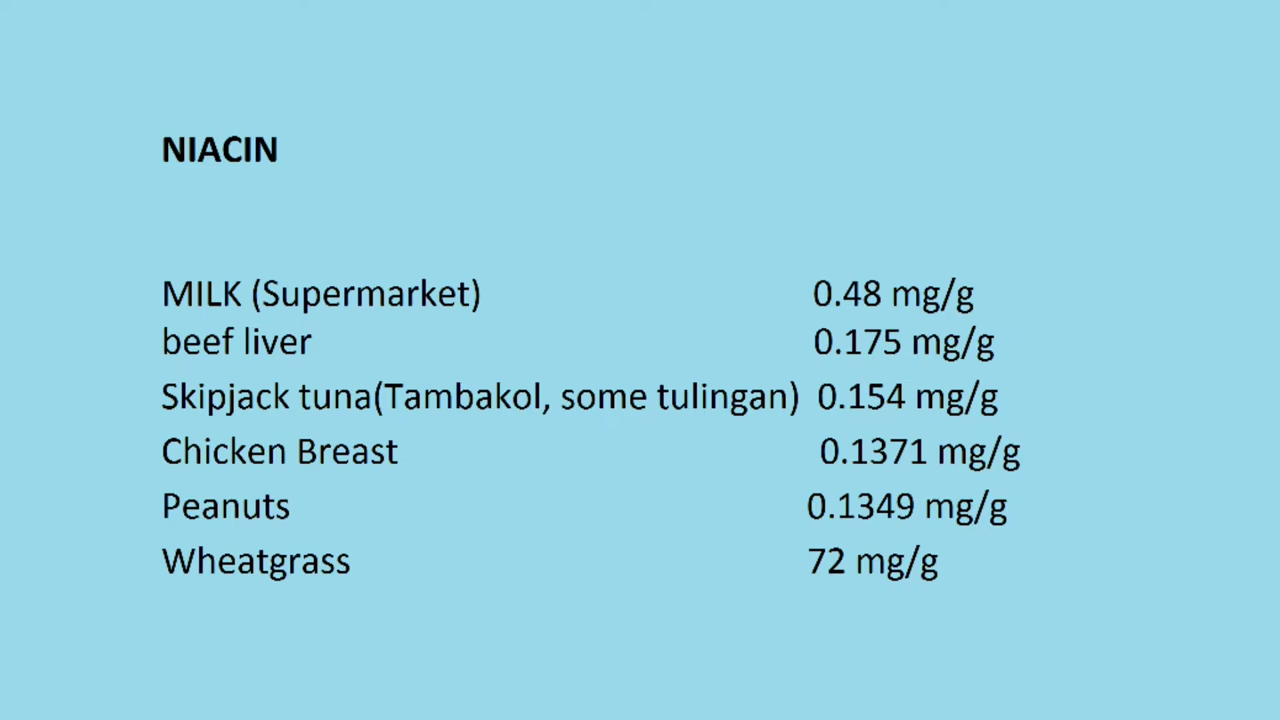 NIACIN
MILK (Supermarket) 0.48 mg/g
beef liver 0.175 mg/g
Skipjack tuna(Tambakol, some tulingan) 0.154 mg/g
Chicken Breast 0.1371 mg/g
Peanuts 0.1349 mg/g
Wheatgrass 72 mg/g